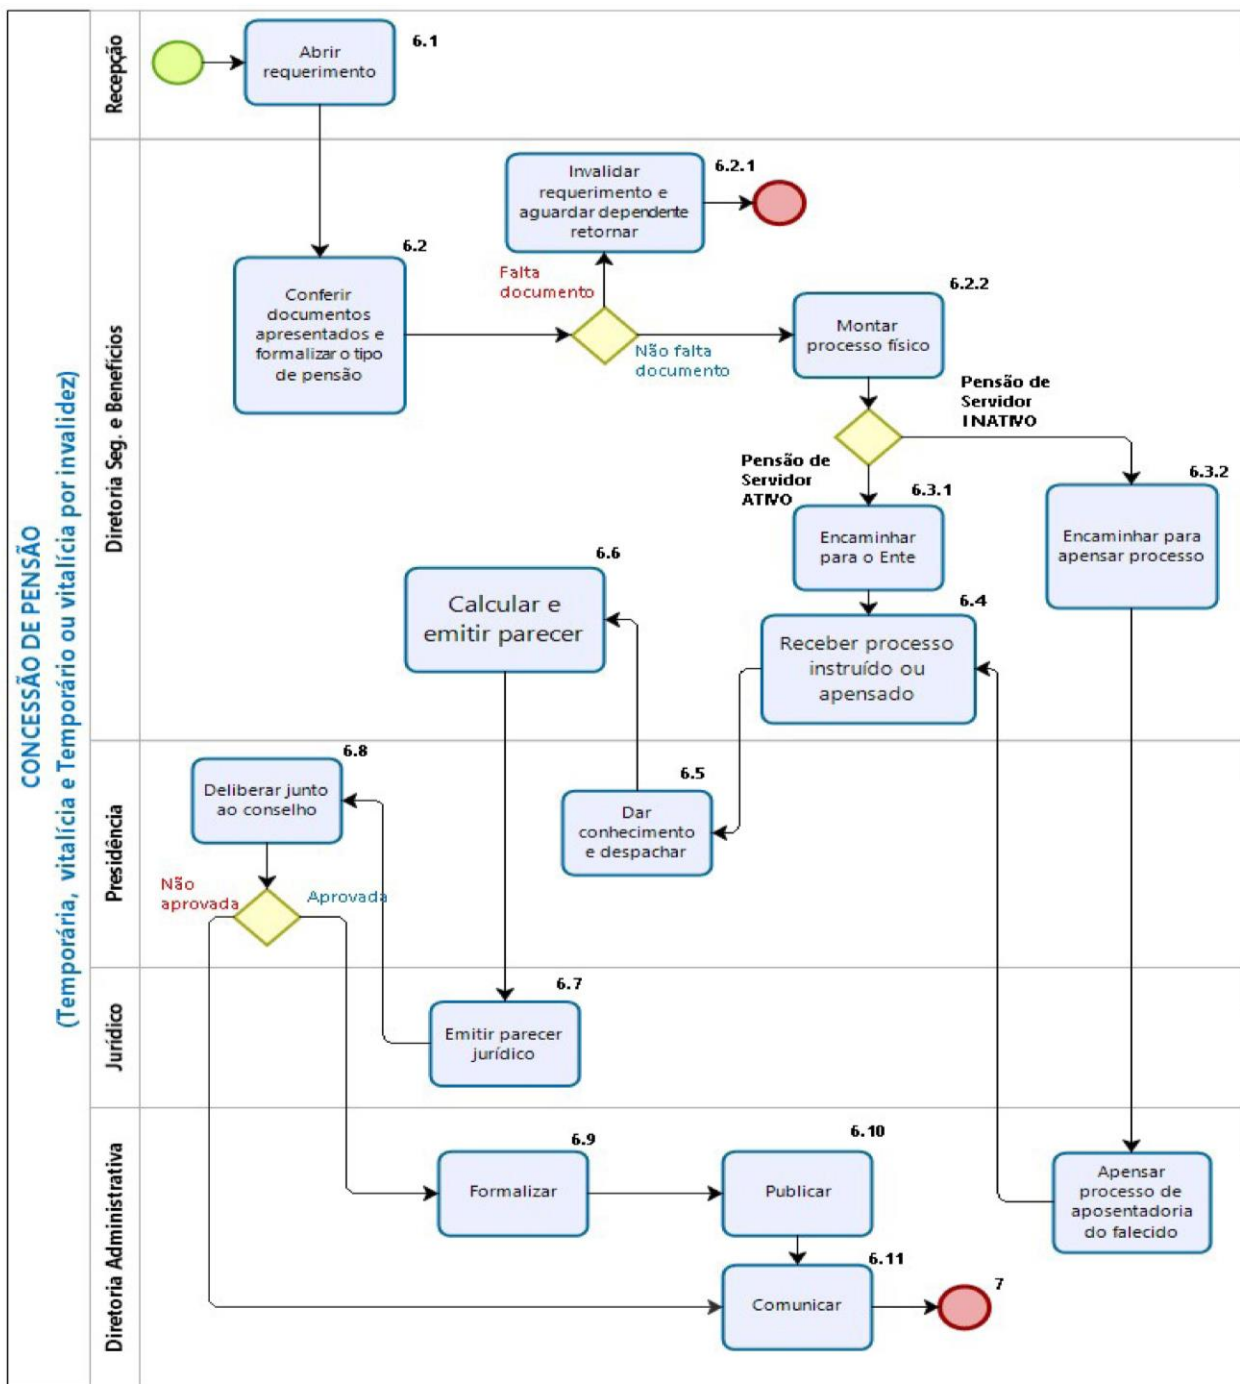 CONCESSÃO DE PENSÃO
(Temporária, vitalícia e Temporário ou vitalícia por invalidez)
Recepção
Abrir
requerimento
6.1
Diretoria Seg. e Benefícios
Invalidar
requerimento e
aguardar dependente
retornar
6.2.1
6.2
Conferir
documentos
apresentados e
formalizar o tipo
de pensão
Falta
documento
Não falta
documento
6.2.2
Montar
processo físico
Pensão de
Servidor
INATIVO
Pensão de
Servidor
ATIVO
6.3.1
Encaminhar
para o Ente
6.3.2
Encaminhar para
apensar processo
6.6
Calcular e
emitir parecer
6.4
Receber processo
instruído ou
apensado
Presidência
6.8
Deliberar junto
ao conselho
6.5
Dar
conhecimento
e despachar
Não
aprovada
Aprovada
Jurídico
6.7
Emitir parecer
jurídico
Diretoria Administrativa
6.9
Formalizar
6.10
Publicar
Apensar
processo de
aposentadoria
do falecido
6.11
Comunicar
7